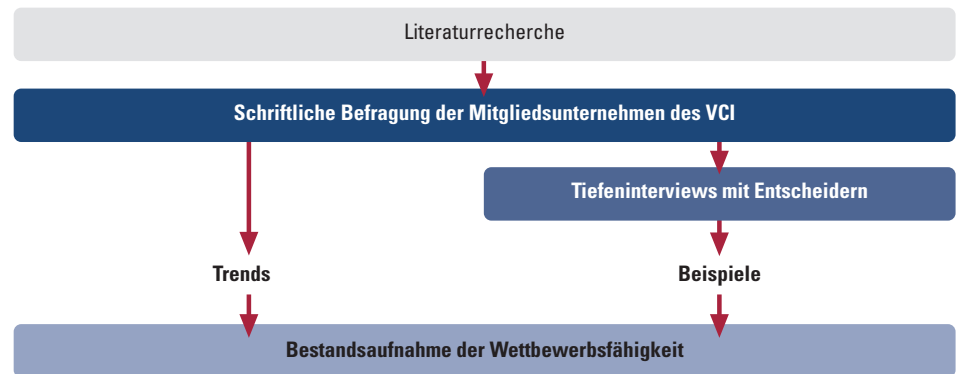 Literaturrecherche
Schriftliche Befragung der Mitgliedsunternehmen des VCI
Tiefeninterviews mit Entscheidern
Trends
Beispiele
Bestandsaufnahme der Wettbewerbsfähigkeit